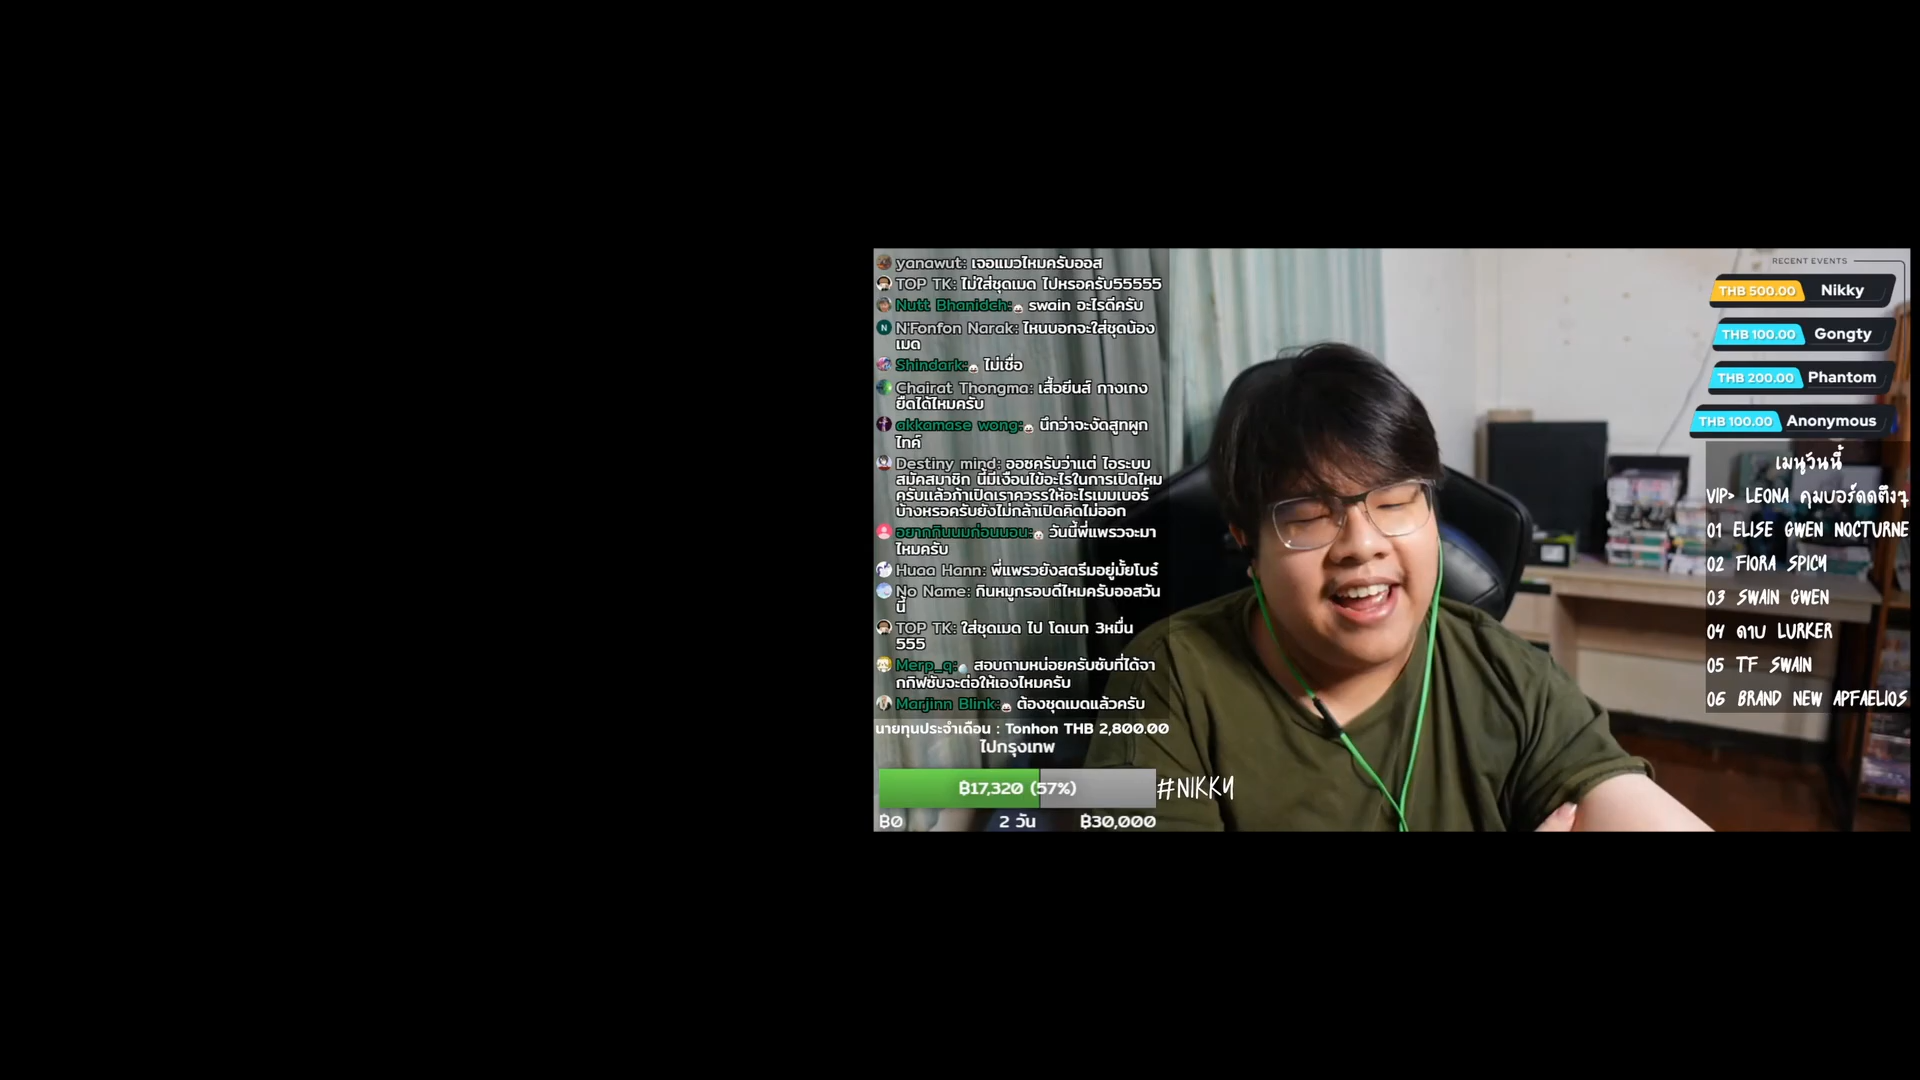 yanawut: เจอแมวไหมครับออส
TOP TK: ไม่ใส่ชุดเมด ไปหรอครับ55555
Nutt Bhanidch: swain อะไรดีครับ
N N'Fonfon Narak: ไหนบอกจะใส่ชุดน้อง
เมด
Shindark: ไม่เชื่อ
Chairat Thongma: เสื้อยีนส์ กางเกง
ยืดได้ไหมครับ
akkamase wong: นึกว่าจะงัดสูทผูก
ไทค์
Destiny mind: ออชครับว่าแต่ ไอระบบ
สมัคสมาชิก นี้มีเงื่อนไข้อะไรในการเปิดไหม
ครับแล้วภ้าเปิดเราควรให้อะไรเมมเบอร์
บ้างหรอครับยังไม่กล้าเปิดคิดไม่ออก
อยากกินนมก่อนนอน: วันนี้พี่แพรวจะมา
ไหมครับ
Huaa Hann: พี่แพรวยังสตรีมอยู่มั้ยโบร๋
No Name: กินหมูกรอบดีไหมครับออสวัน
นี้
TOP TK: ใส่ชุดเมด ไป โดเนท 3หมื่น
555
Merp_q: สอบถามหน่อยครับซับที่ได้จา
กกิฟซับจะต่อให้เองไหมครับ
Marjinn Blink: ต้องชุดเมดแล้วครับ
นายทุนประจำเดือน : Tonhon THB 2,800.00
ไปกรุงเทพ
฿17,320 (57%)
฿0 2 วัน ฿30,000
#NIKKY
RECENT EVENTS
THB 500.00 Nikky
THB 100.00 Gongty
THB 200.00 Phantom
THB 100.00 Anonymous
เมนูวันนี้
VIP> LEONA คุมบอร์ดดตึงๆ
01 ELISE GWEN NOCTURNE
02 FIORA SPICY
03 SWAIN GWEN
04 ดาบ LURKER
05 TF SWAIN
06 BRAND NEW APFAELIOS